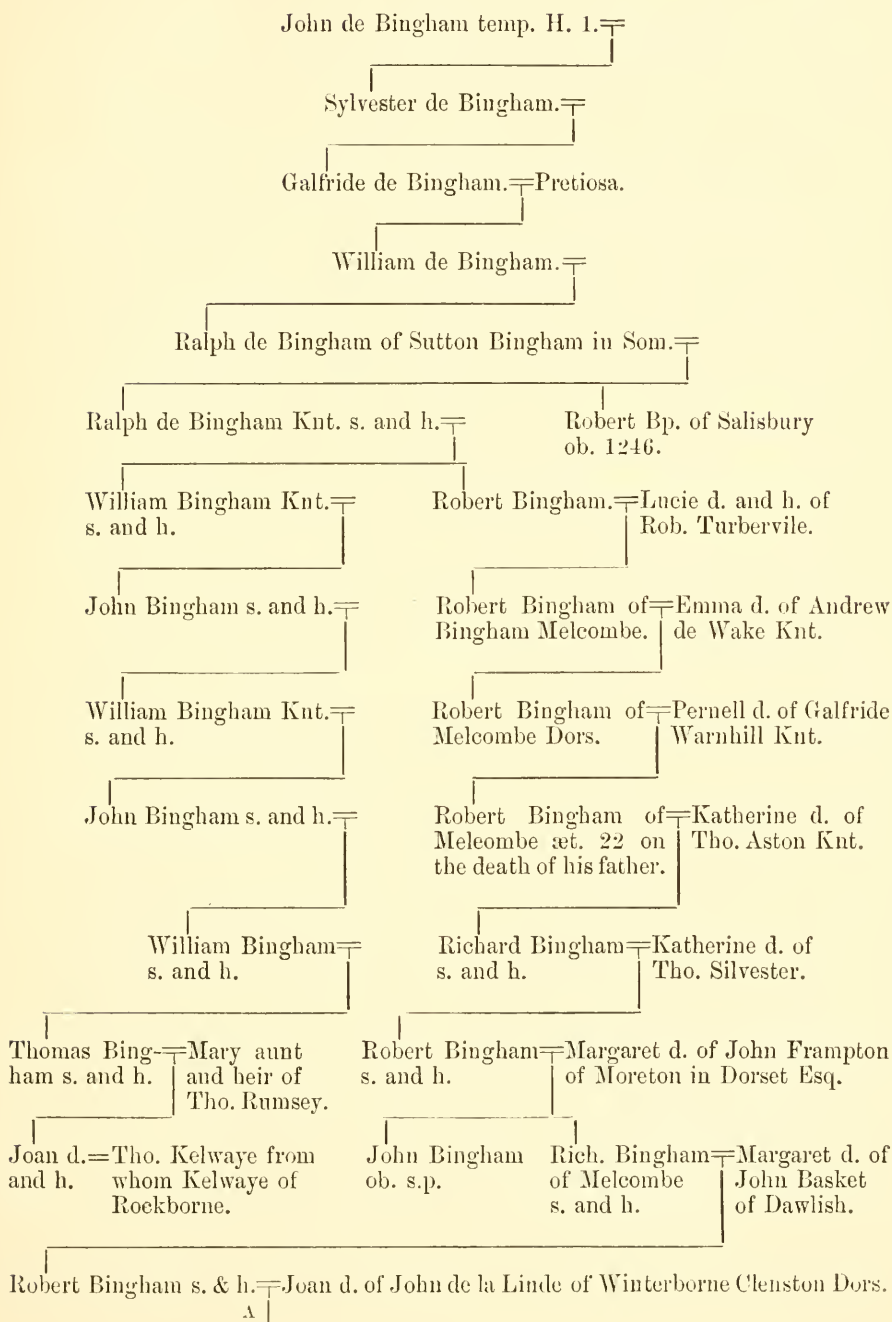 John de Bingham temp. H. 1.
Sylvester de Bingham.
Galfride de Bingham.=Pretiosa.
William de Bingham.
Ralph de Bingham of Sutton Bingham in Som.
Ralph de Bingham Knt. s. and h.
Robert Bp. of Salisbury
ob. 1246.
William Bingham Knt.
s. and h.
Robert Bingham.=Lucie d. and h. of
Rob. Turbervile.
John Bingham s. and h.
Robert Bingham of=Emma d. of Andrew
Bingham Melcombe. de Wake Knt.
William Bingham Knt.
s. and h.
Robert Bingham of=Pernell d. of Galfride
Melcombe Dors. Warnhill Knt.
John Bingham s. and h.
Robert Bingham of=Katherine d. of
Melcombe æt. 22 on Tho. Aston Knt.
the death of his father.
William Bingham
s. and h.
Richard Bingham=Katherine d. of
s. and h. Tho. Silvester.
Thomas Bing-=Mary aunt
ham s. and h. and heir of
Tho. Rumsey.
Robert Bingham=Margaret d. of John Frampton
s. and h. of Moreton in Dorset Esq.
Joan d.=Tho. Kelwaye from
and h. whom Kelwaye of
Rockborne.
John Bingham
ob. s.p.
Rich. Bingham=Margaret d. of
of Melcombe John Basket
s. and h. of Dawlish.
Robert Bingham s. & h.=Joan d. of John de la Linde of Winterborne Clenston Dors.
A